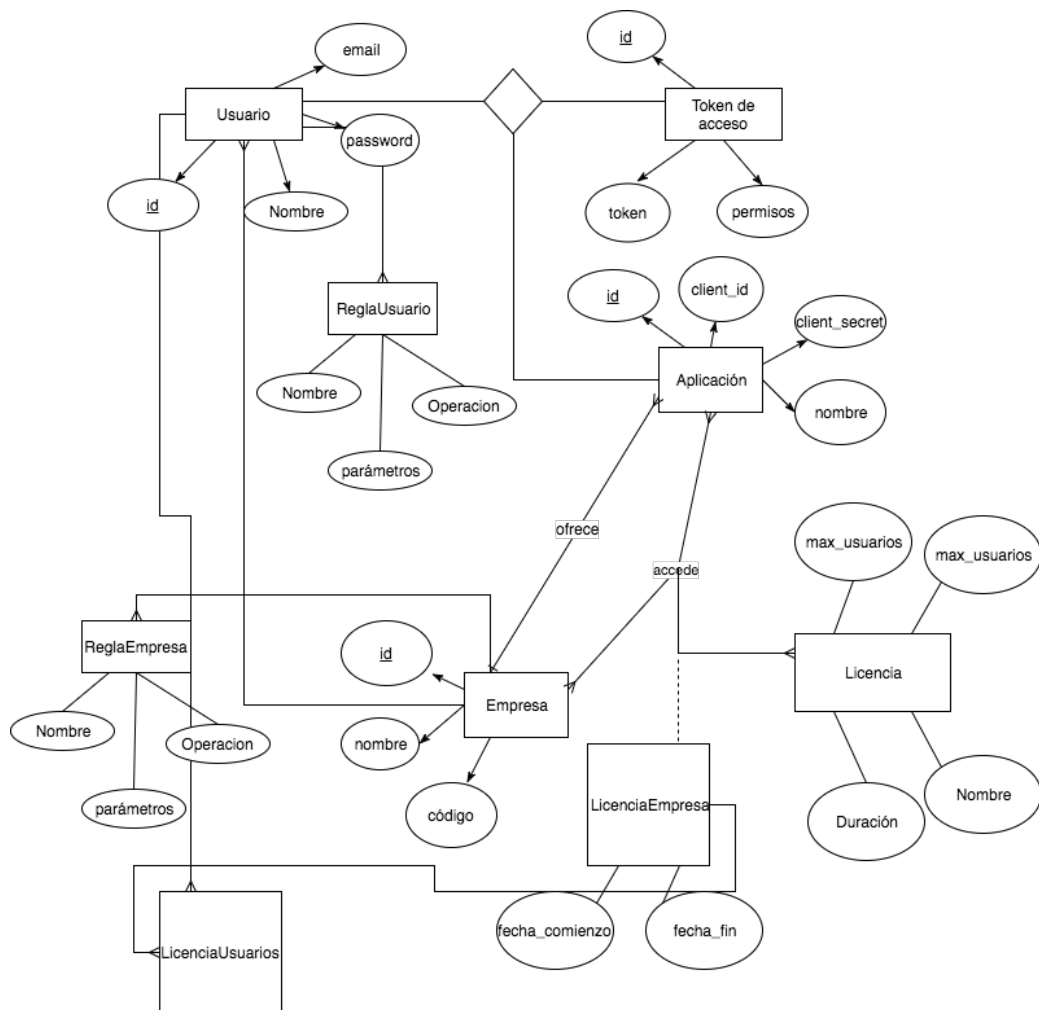 id
email
Usuario
Token de
acceso
password
id
Nombre
token
permisos
client_id
id
ReglaUsuario
client_secret
Aplicación
Nombre
Operacion
nombre
parámetros
ofrece
max_usuarios
max_usuarios
accede
ReglaEmpresa
id
Licencia
Empresa
Nombre
Operacion
nombre
Nombre
parámetros
código
LicenciaEmpresa
Duración
fecha_comienzo
fecha_fin
LicenciaUsuarios